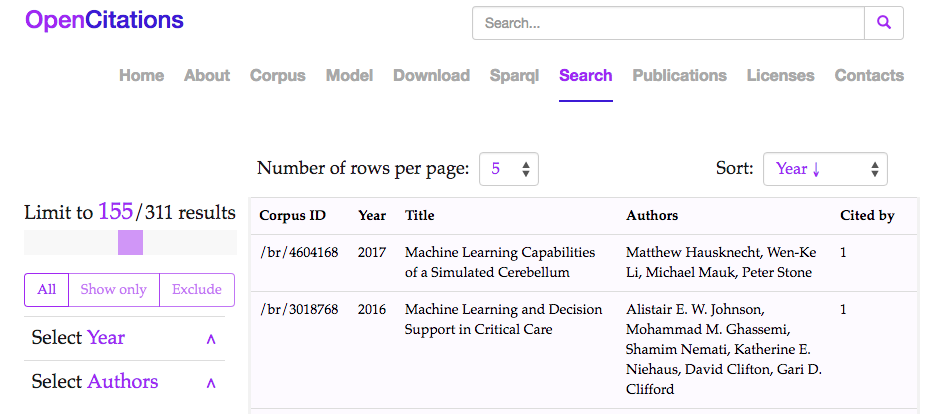 OpenCitations
Search...
Home About Corpus Model Download Sparql Search Publications Licenses Contacts
Number of rows per page: 5 Sort: Year ↓
Limit to 155/311 results
All Show only Exclude
Select Year ^
Select Authors ^
Corpus ID Year Title Authors Cited by
/br/4604168 2017 Machine Learning Capabilities Matthew Hausknecht, Wen-Ke 1
of a Simulated Cerebellum Li, Michael Mauk, Peter Stone
/br/3018768 2016 Machine Learning and Decision Alistair E. W. Johnson, 1
Support in Critical Care Mohammad M. Ghassemi,
Shamim Nemati, Katherine E.
Niehaus, David Clifton, Gari D.
Clifford